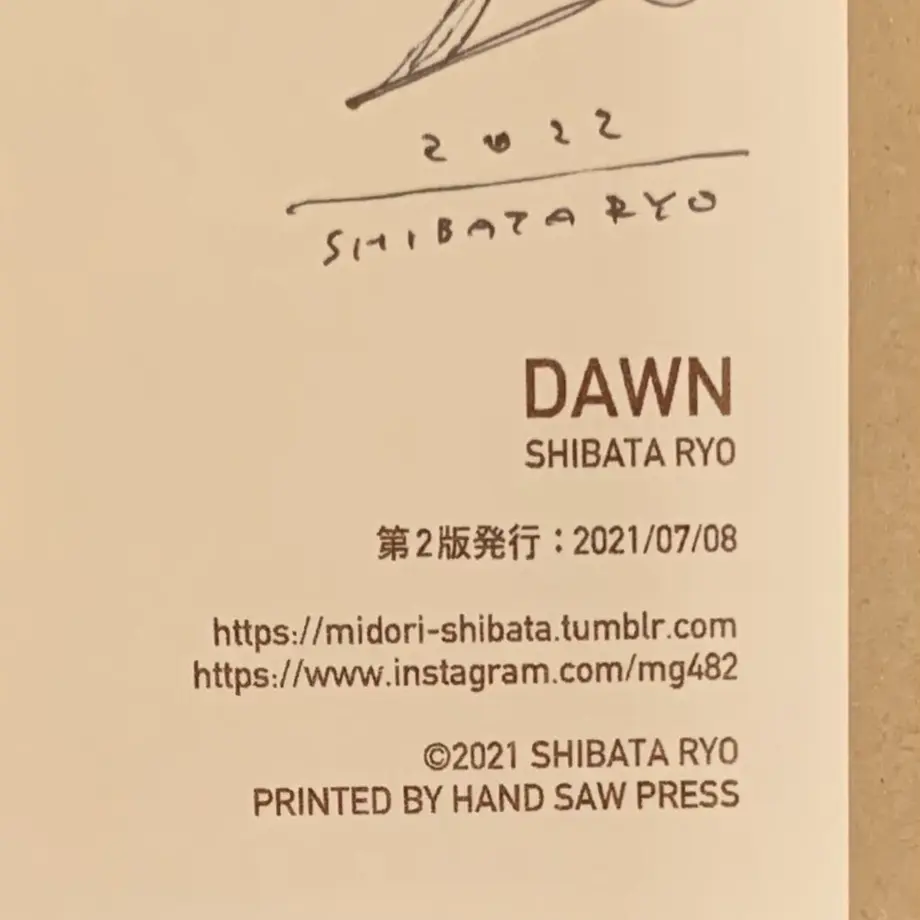 2022
SHIBATA RYO
DAWN
SHIBATA RYO
第2版発行：2021/07/08
https://midori-shibata.tumblr.com
https://www.instagram.com/mg482
©2021 SHIBATA RYO
PRINTED BY HAND SAW PRESS